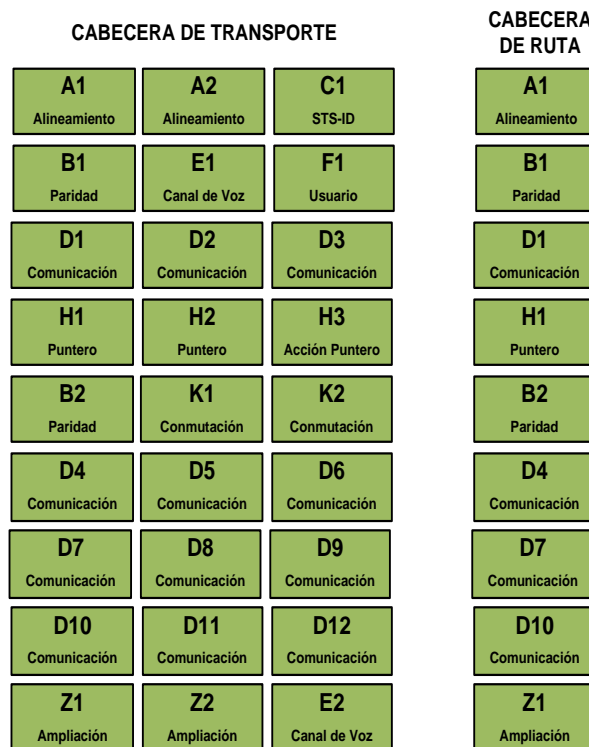 CABECERA DE TRANSPORTE
CABECERA
DE RUTA
A1 A2 C1 A1
Alineamiento Alineamiento STS-ID Alineamiento
B1 E1 F1 B1
Paridad Canal de Voz Usuario Paridad
D1 D2 D3 D1
Comunicación Comunicación Comunicación Comunicación
H1 H2 H3 H1
Puntero Puntero Acción Puntero Puntero
B2 K1 K2 B2
Paridad Conmutación Conmutación Paridad
D4 D5 D6 D4
Comunicación Comunicación Comunicación Comunicación
D7 D8 D9 D7
Comunicación Comunicación Comunicación Comunicación
D10 D11 D12 D10
Comunicación Comunicación Comunicación Comunicación
Z1 Z2 E2 Z1
Ampliación Ampliación Canal de Voz Ampliación